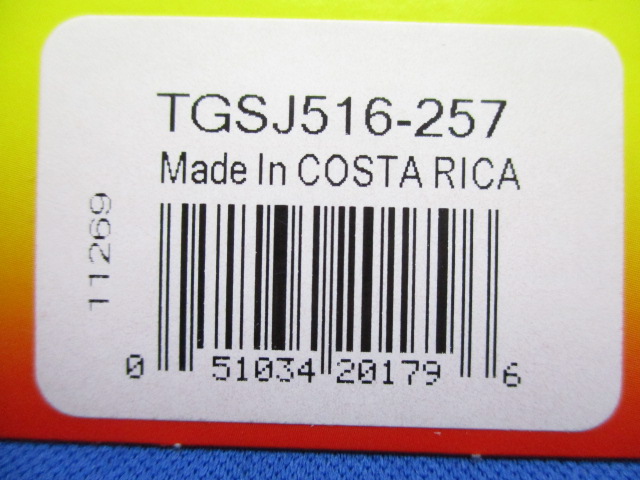 TGSJ516-257
Made In COSTA RICA
11269
0 51034 20179 6